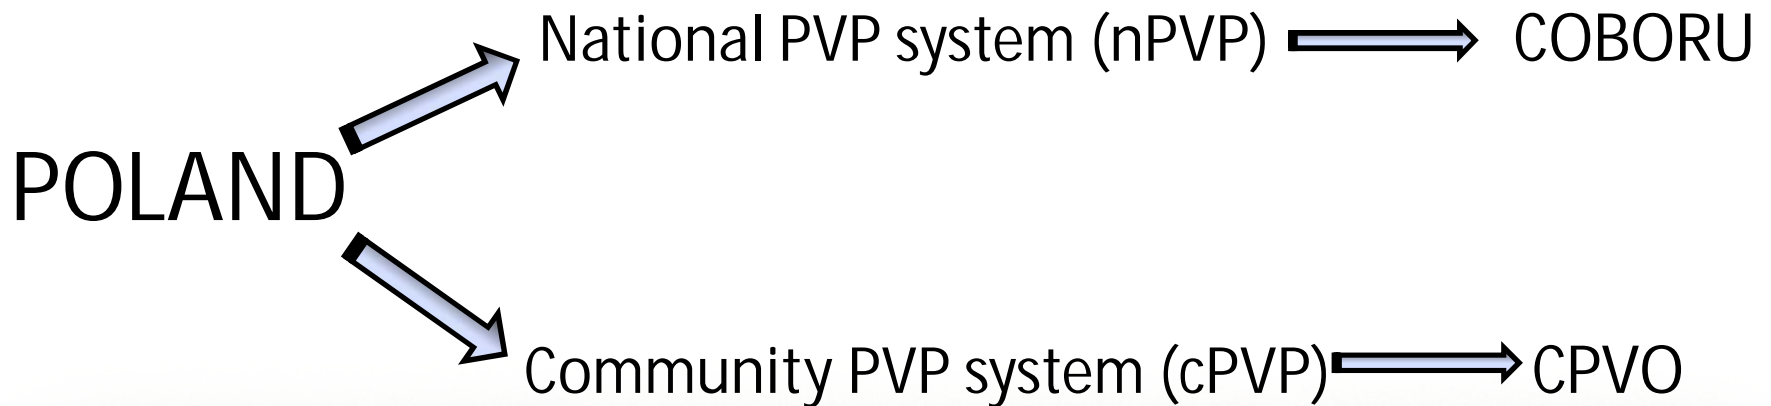 National PVP system (nPVP) COBORU
POLAND
Community PVP system (cPVP) CPVO